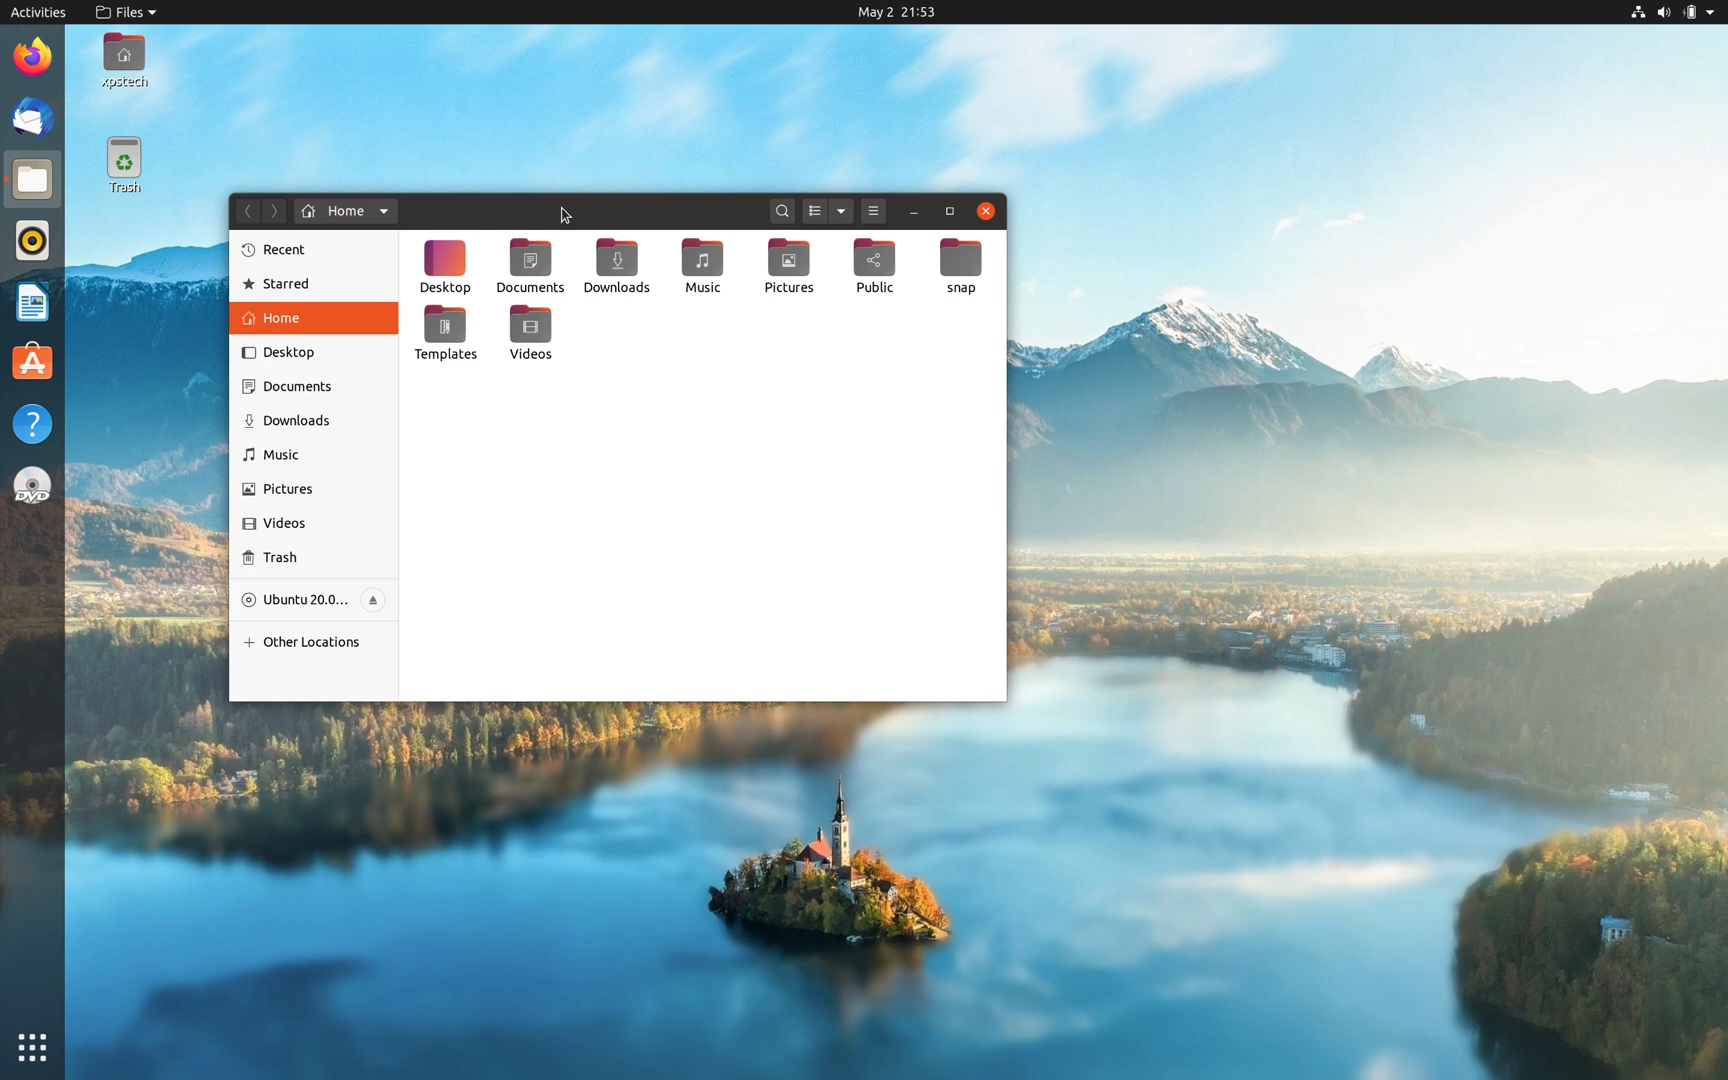 Activities
Files
May 2 21:53
xpstech
Trash
Home
Recent
Starred
Home
Desktop
Documents
Downloads
Music
Pictures
Videos
Trash
Ubuntu 20.0…
Other Locations
Desktop
Documents
Downloads
Music
Pictures
Public
snap
Templates
Videos
?
DVD